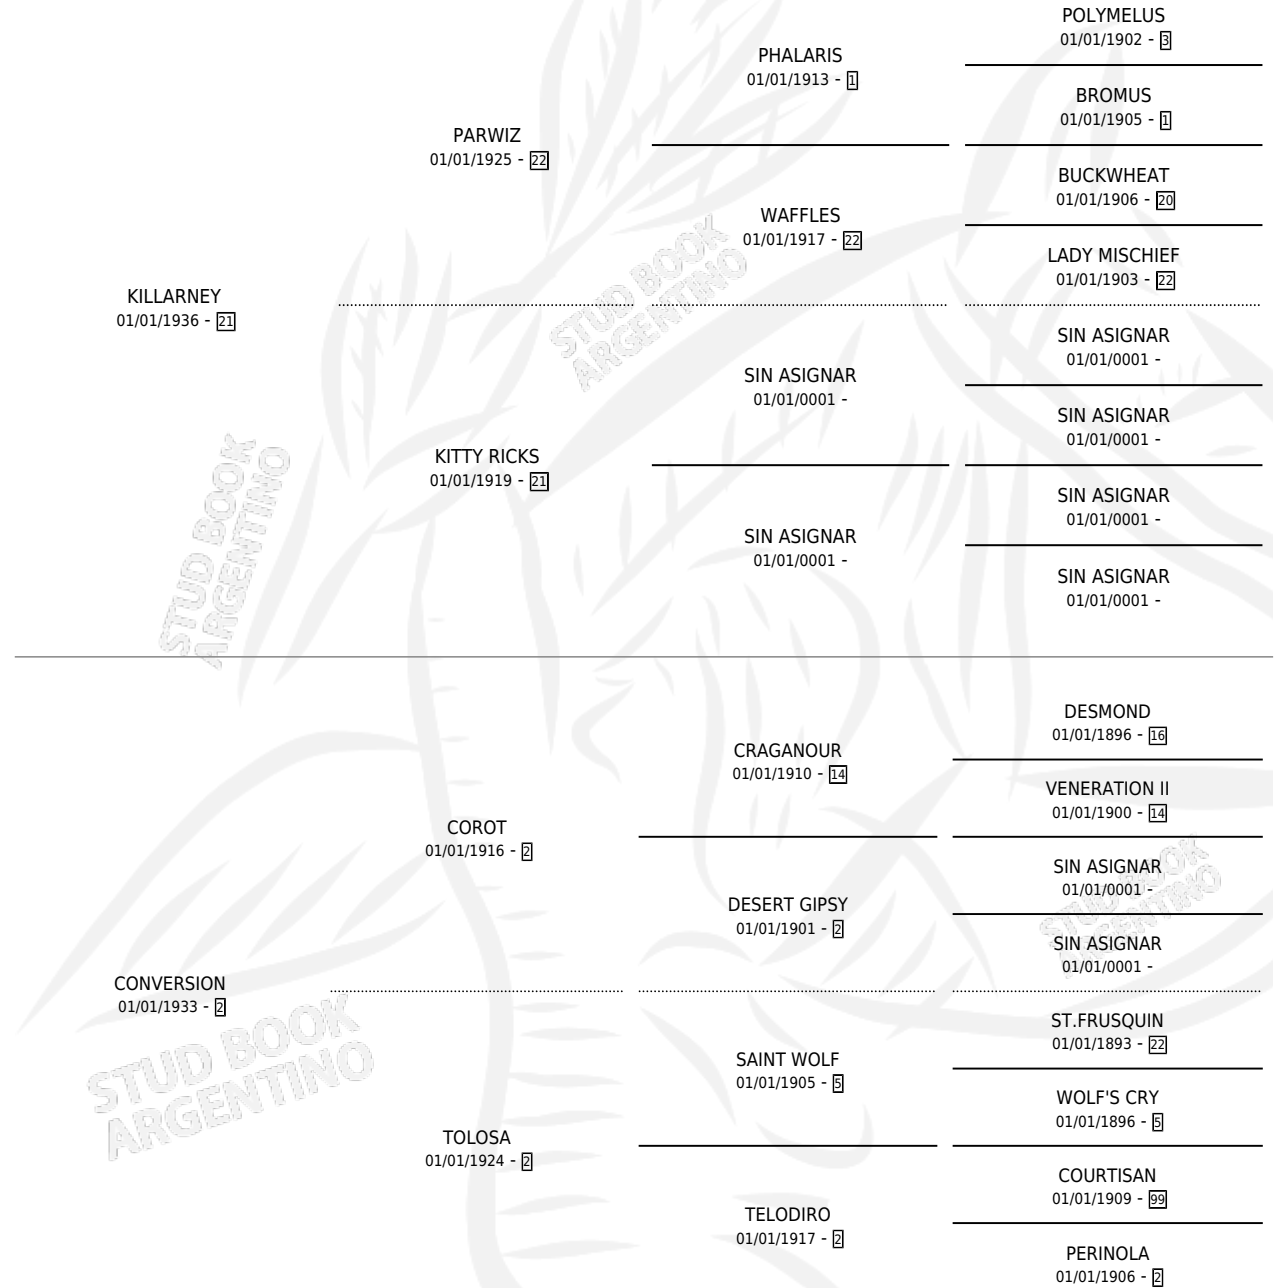 POLYMELUS
01/01/1902 - 3
PHALARIS
01/01/1913 - 1
BROMUS
01/01/1905 - 1
PARWIZ
01/01/1925 - 22
BUCKWHEAT
01/01/1906 - 20
WAFFLES
01/01/1917 - 22
LADY MISCHIEF
01/01/1903 - 22
KILLARNEY
01/01/1936 - 21
SIN ASIGNAR
01/01/0001 -
SIN ASIGNAR
01/01/0001 -
SIN ASIGNAR
01/01/0001 -
KITTY RICKS
01/01/1919 - 21
SIN ASIGNAR
01/01/0001 -
SIN ASIGNAR
01/01/0001 -
SIN ASIGNAR
01/01/0001 -
STUD BOOK
ARGENTINO
STUD BOOK
ARGENTINO
DESMOND
01/01/1896 - 16
CRAGANOUR
01/01/1910 - 14
VENERATION II
01/01/1900 - 14
COROT
01/01/1916 - 2
SIN ASIGNAR
01/01/0001 -
DESERT GIPSY
01/01/1901 - 2
SIN ASIGNAR
01/01/0001 -
STUD BOOK
ARGENTINO
CONVERSION
01/01/1933 - 2
ST.FRUSQUIN
01/01/1893 - 22
SAINT WOLF
01/01/1905 - 5
WOLF'S CRY
01/01/1896 - 5
STUD BOOK
ARGENTINO
TOLOSA
01/01/1924 - 2
COURTISAN
01/01/1909 - 99
TELODIRO
01/01/1917 - 2
PERINOLA
01/01/1906 - 2